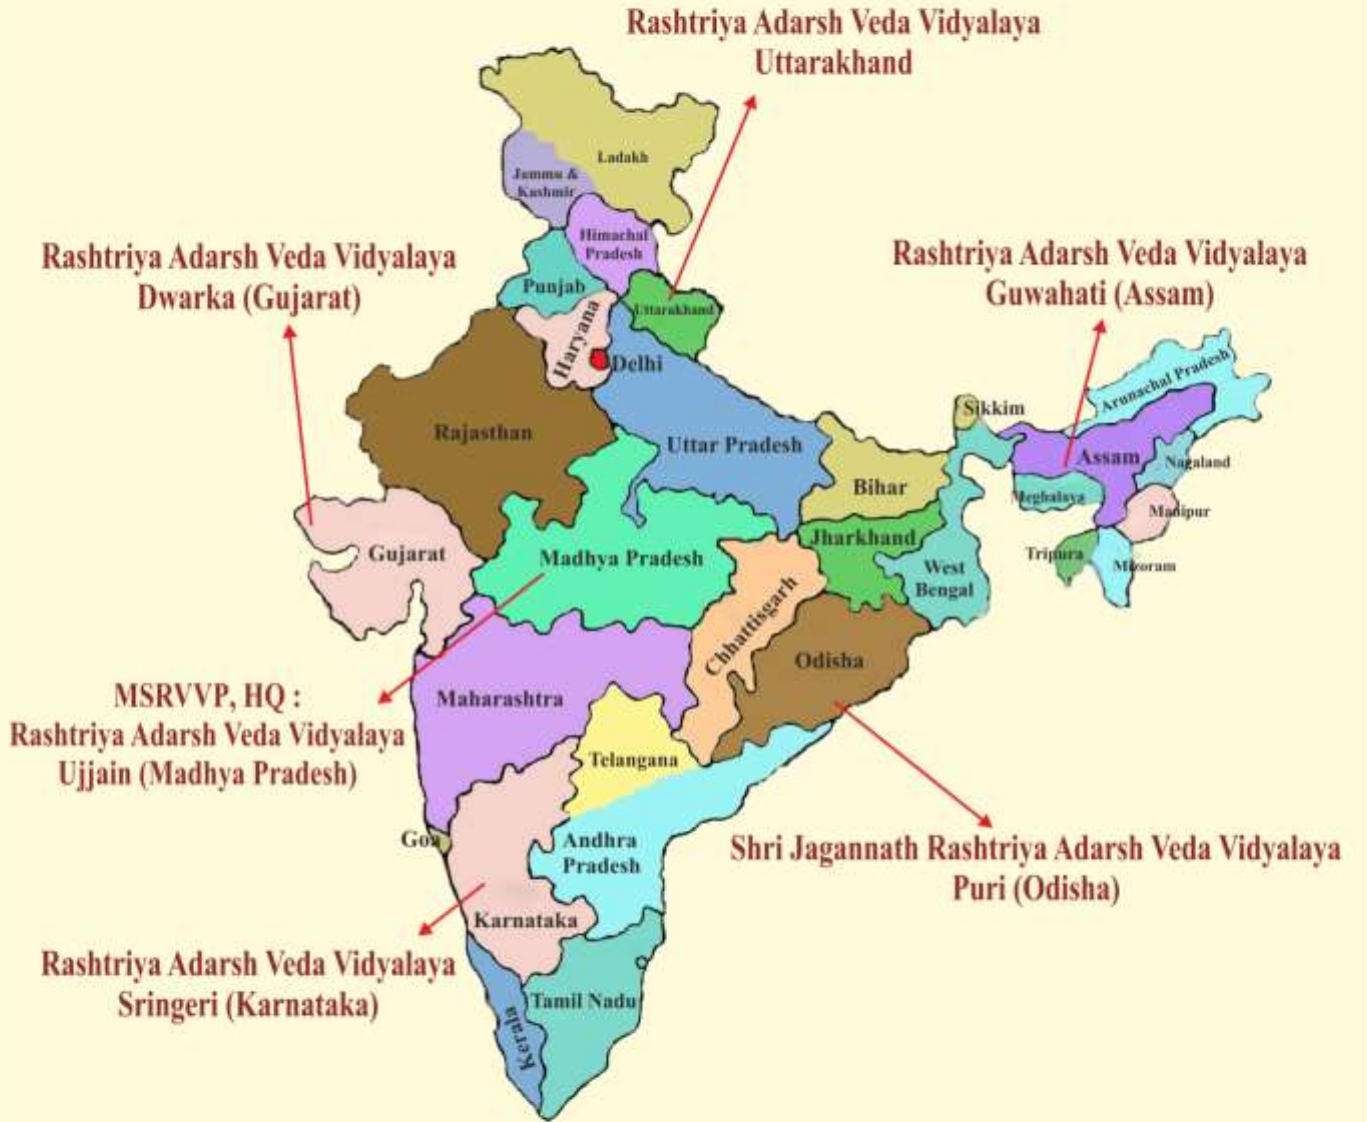 Rashtriya Adarsh Veda Vidyalaya
Uttarakhand
Ladakh
Jammu &
Kashmir
Himachal
Pradesh
Rashtriya Adarsh Veda Vidyalaya
Dwarka (Gujarat)
Rashtriya Adarsh Veda Vidyalaya
Guwahati (Assam)
Punjab
Uttarakhand
Haryana
Delhi
Arunachal Pradesh
Sikkim
Rajasthan
Uttar Pradesh
Assam
Nagaland
Bihar
Meghalaya
Manipur
Jharkhand
Gujarat
Madhya Pradesh
Tripura
Mizoram
West
Bengal
Chhattisgarh
Odisha
Maharashtra
MSRVVP, HQ :
Rashtriya Adarsh Veda Vidyalaya
Ujjain (Madhya Pradesh)
Telangana
Goa
Andhra
Pradesh
Shri Jagannath Rashtriya Adarsh Veda Vidyalaya
Puri (Odisha)
Karnataka
Rashtriya Adarsh Veda Vidyalaya
Sringeri (Karnataka)
Tamil Nadu
Kerala